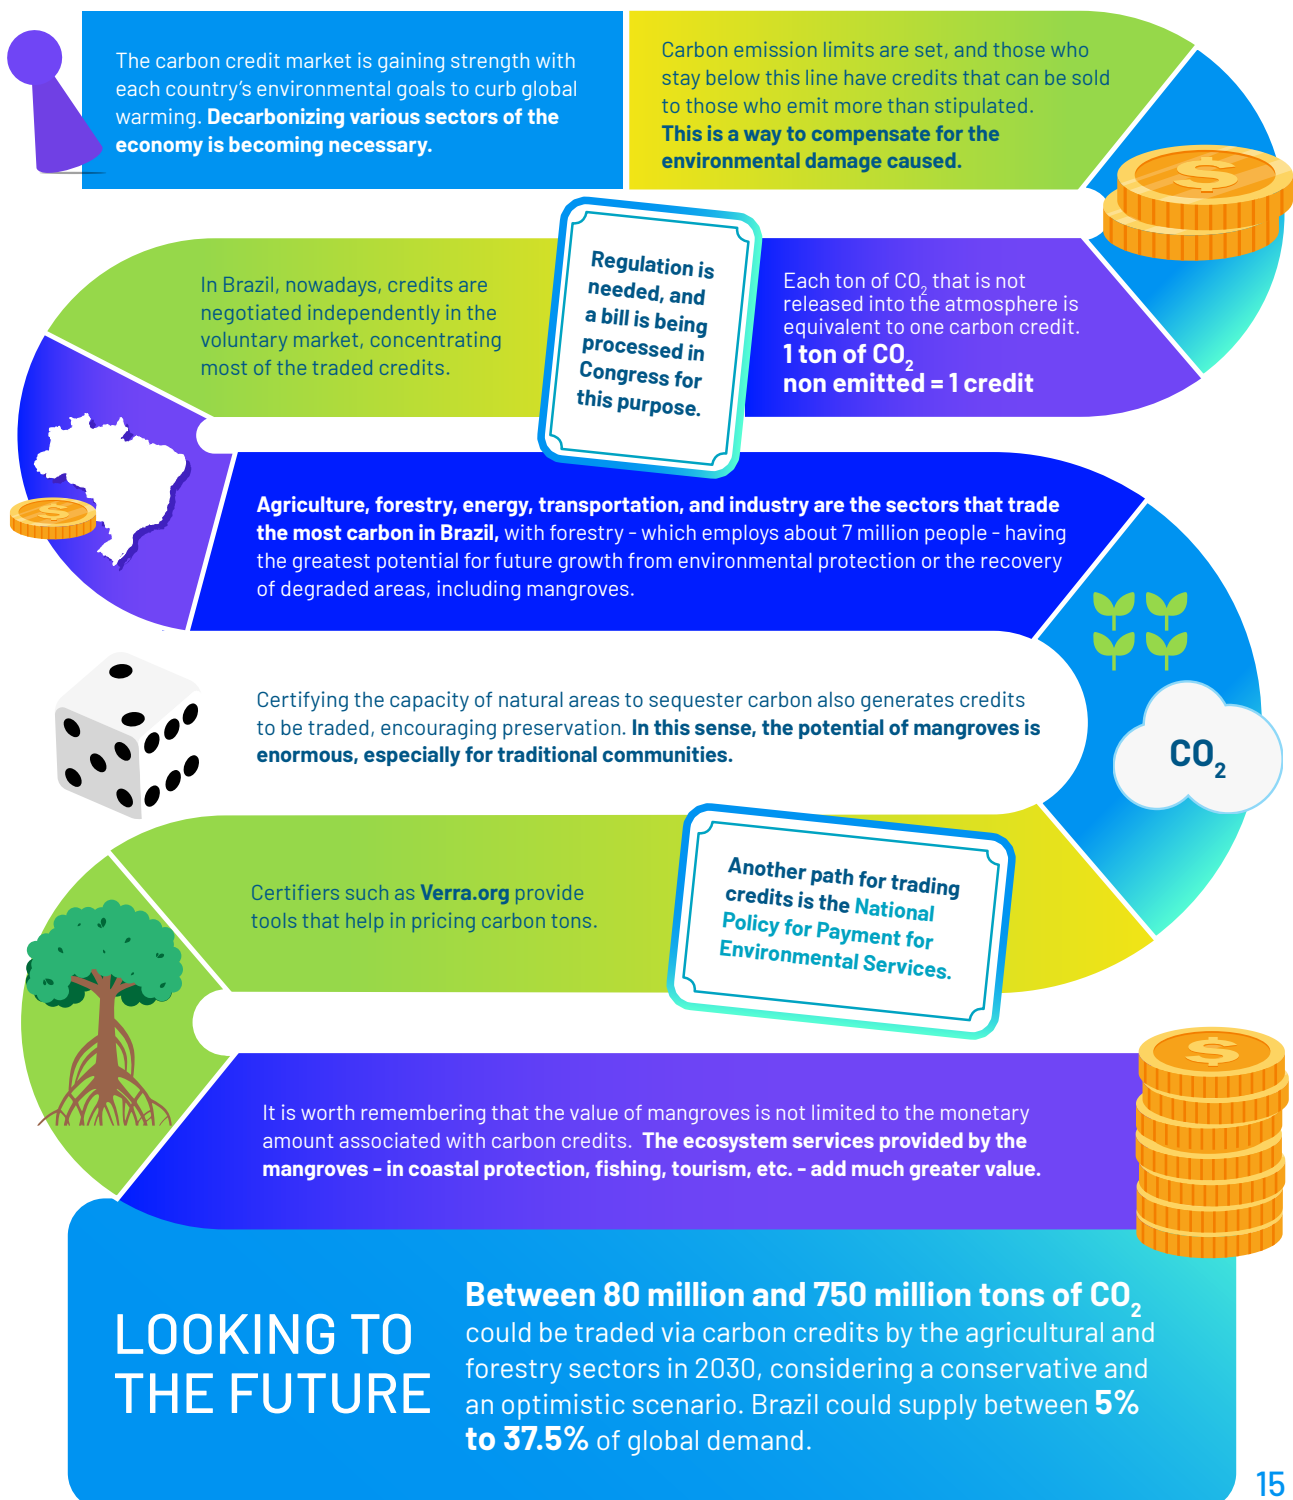 The carbon credit market is gaining strength with
each country's environmental goals to curb global
warming. Decarbonizing various sectors of the
economy is becoming necessary.
Carbon emission limits are set, and those who
stay below this line have credits that can be sold
to those who emit more than stipulated.
This is a way to compensate for the
environmental damage caused.
Each ton of CO₂ that is not
released into the atmosphere is
equivalent to one carbon credit.
1 ton of CO₂
non emitted = 1 credit
Regulation is
needed, and
a bill is being
processed in
Congress for
this purpose.
In Brazil, nowadays, credits are
negotiated independently in the
voluntary market, concentrating
most of the traded credits.
Agriculture, forestry, energy, transportation, and industry are the sectors that trade
the most carbon in Brazil, with forestry - which employs about 7 million people - having
the greatest potential for future growth from environmental protection or the recovery
of degraded areas, including mangroves.
CO₂
Certifying the capacity of natural areas to sequester carbon also generates credits
to be traded, encouraging preservation. In this sense, the potential of mangroves is
enormous, especially for traditional communities.
Certifiers such as Verra.org provide
tools that help in pricing carbon tons.
Another path for trading
credits is the National
Policy for Payment for
Environmental Services.
It is worth remembering that the value of mangroves is not limited to the monetary
amount associated with carbon credits. The ecosystem services provided by the
mangroves - in coastal protection, fishing, tourism, etc. - add much greater value.
LOOKING TO
THE FUTURE
Between 80 million and 750 million tons of CO₂
could be traded via carbon credits by the agricultural and
forestry sectors in 2030, considering a conservative and
an optimistic scenario. Brazil could supply between 5%
to 37.5% of global demand.
15